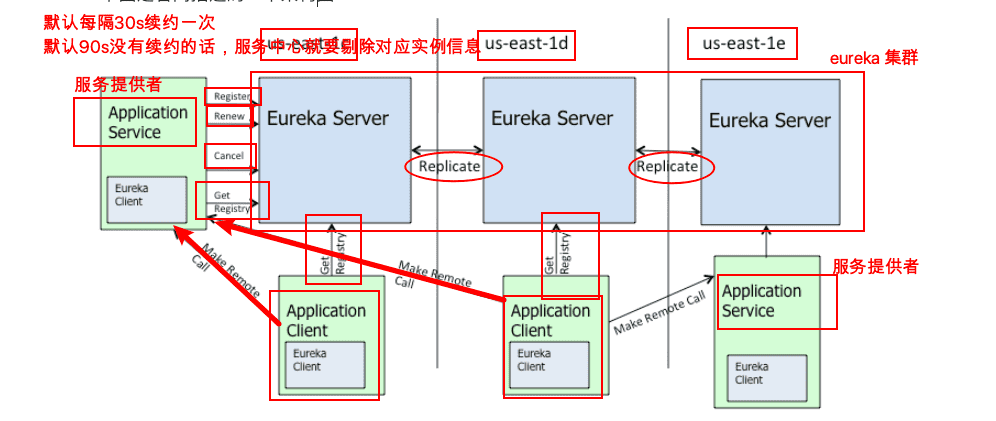 默认每隔30s续约一次
默认90s没有续约的话，服务中心就要剔除对应实例信息
us-east-1c
us-east-1d
us-east-1e
eureka 集群
服务提供者
Application
Service
Eureka
Client
Register
Renew
Cancel
Get
Registry
Eureka Server
Replicate
Eureka Server
Replicate
Eureka Server
Make Remote
Call
Get
Registry
Make Remote
Call
Get
Registry
Make Remote Call
服务提供者
Application
Client
Eureka
Client
Application
Client
Eureka
Client
Application
Service
Eureka
Client